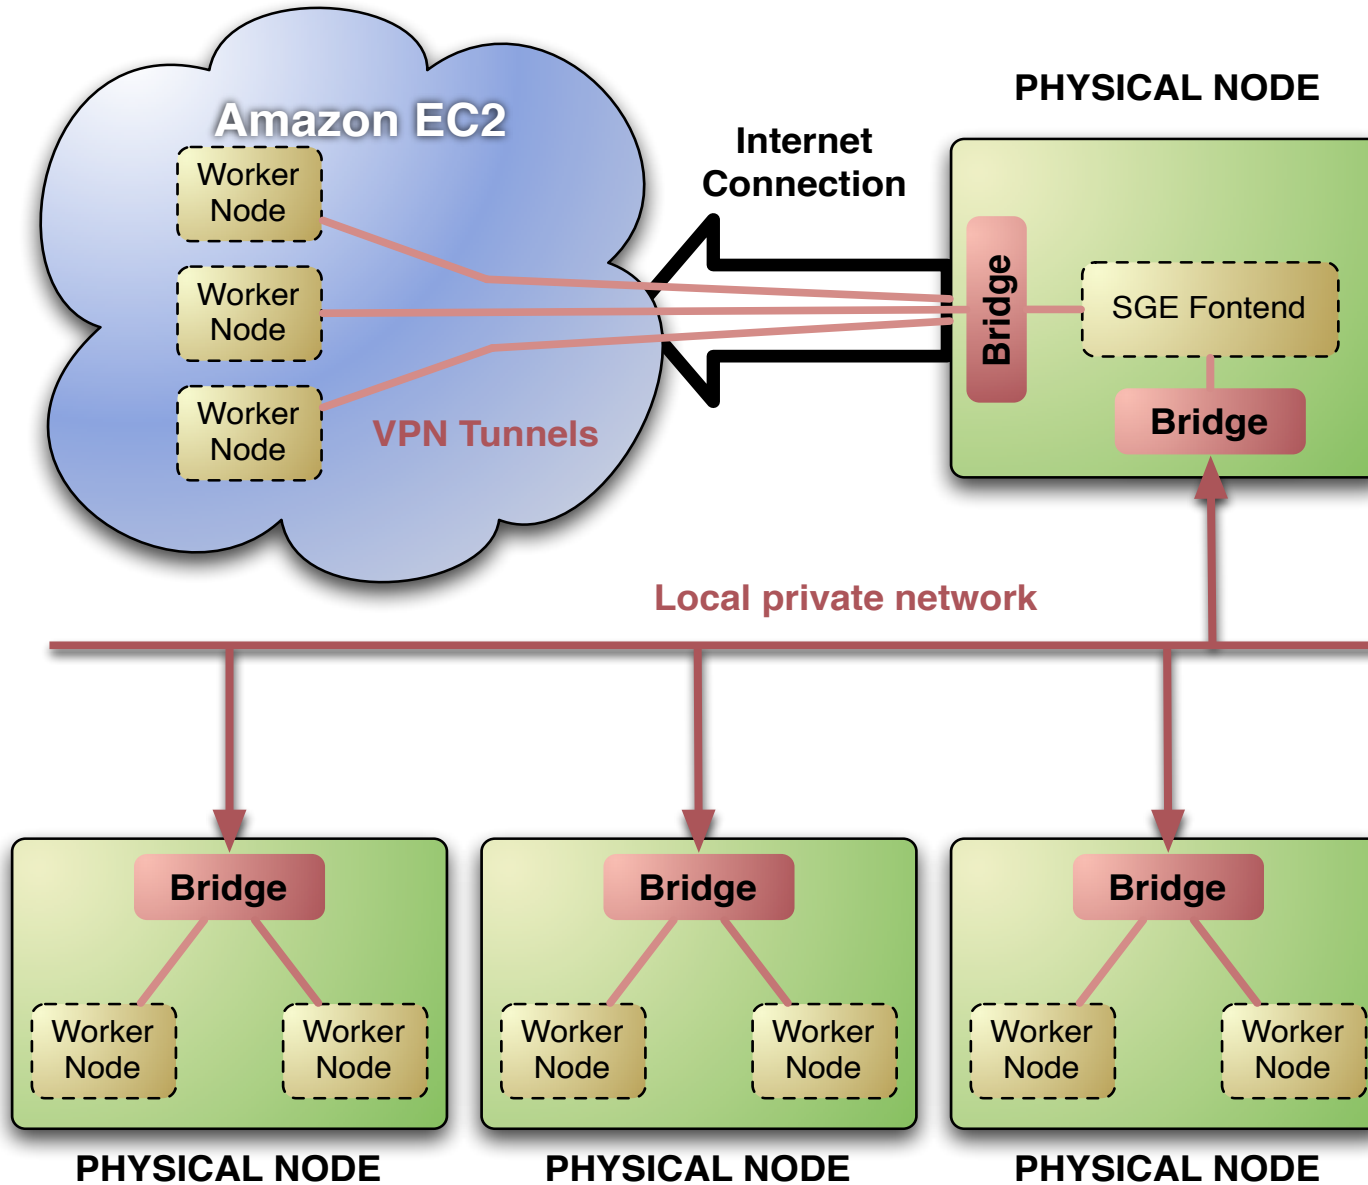 PHYSICAL NODE
Amazon EC2
Internet
Connection
Worker
Node
Worker
Node
Worker
Node
VPN Tunnels
Bridge
SGE Fontend
Bridge
Local private network
Bridge
Bridge
Bridge
Worker
Node
Worker
Node
Worker
Node
Worker
Node
Worker
Node
Worker
Node
PHYSICAL NODE
PHYSICAL NODE
PHYSICAL NODE